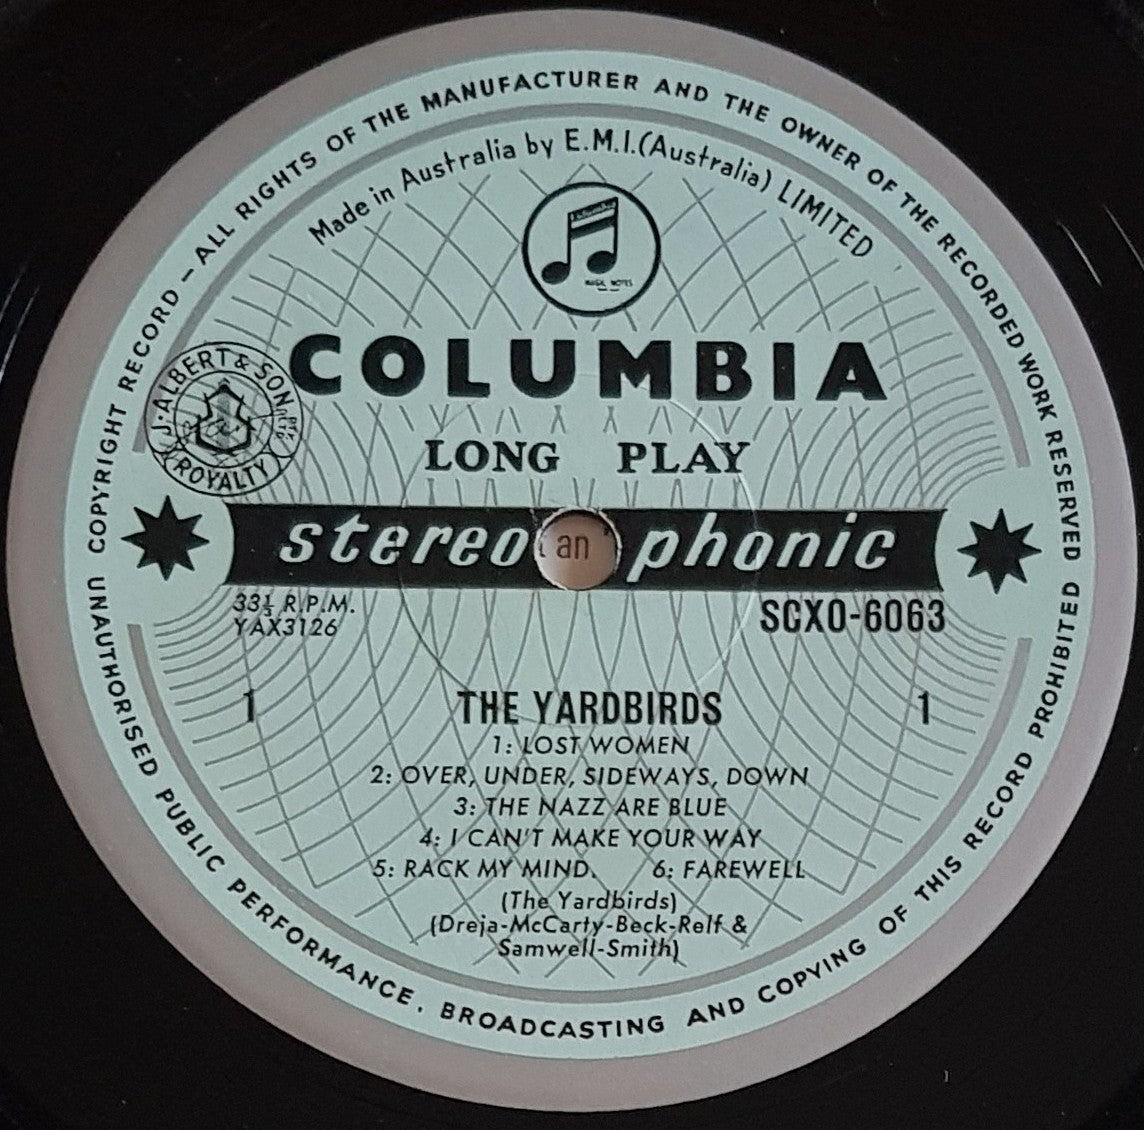 COPYRIGHT RECORD – ALL RIGHTS OF THE MANUFACTURER AND THE OWNER OF THE RECORDED WORK RESERVED
UNAUTHORISED PUBLIC PERFORMANCE, BROADCASTING AND COPYING OF THIS RECORD PROHIBITED
Made in Australia by E.M.I.(Australia) LIMITED
Columbia
MAGIC NOTES
COLUMBIA
J. ALBERT & SON PTY. LTD
ROYALTY
LONG PLAY
stereo phonic
an
33⅓ R.P.M.
YAX3126
SCXO-6063
1 THE YARDBIRDS 1
1: LOST WOMEN
2: OVER, UNDER, SIDEWAYS, DOWN
3: THE NAZZ ARE BLUE
4: I CAN'T MAKE YOUR WAY
5: RACK MY MIND. 6: FAREWELL
(The Yardbirds)
(Dreja-McCarty-Beck-Relf &
Samwell-Smith)